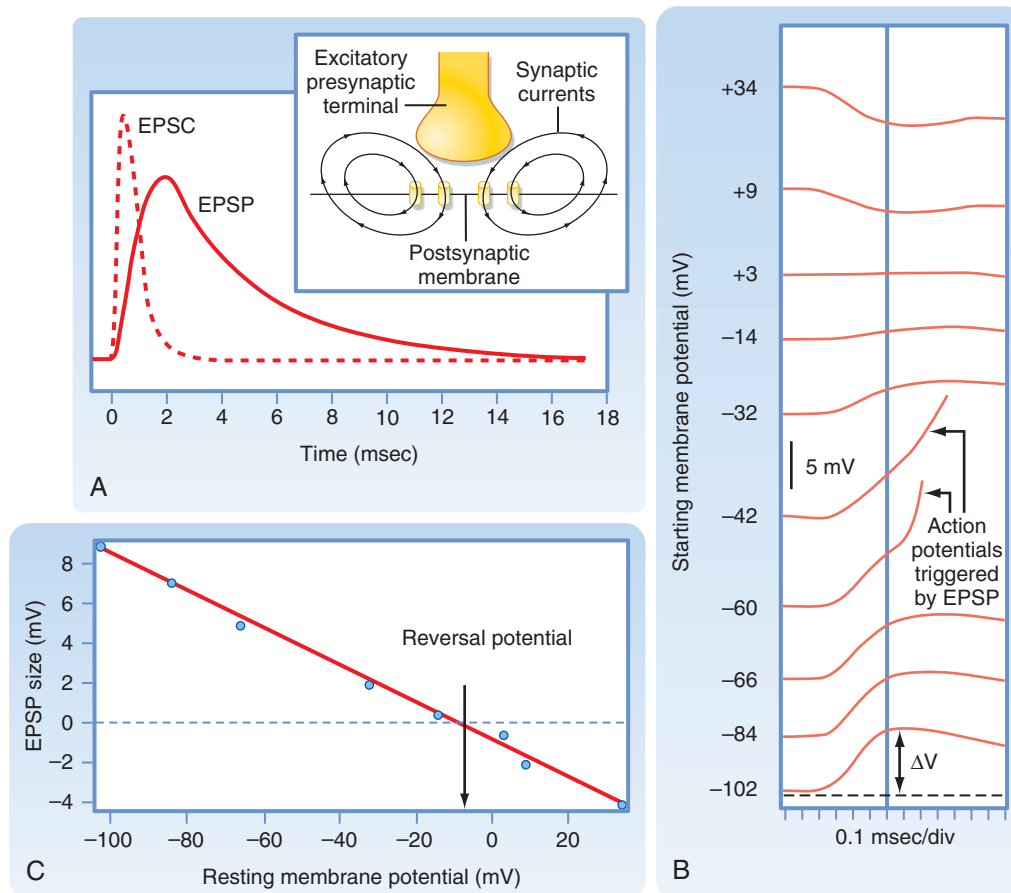 Excitatory
presynaptic
terminal
Synaptic
currents
Postsynaptic
membrane
EPSC
EPSP
0 2 4 6 8 10 12 14 16 18
Time (msec)
A
Starting membrane potential (mV)
+34
+9
+3
−14
−32
5 mV
−42
Action
potentials
triggered
by EPSP
−60
−66
−84
ΔV
−102
0.1 msec/div
B
EPSP size (mV)
8
6
4
2
0
−2
−4
Reversal potential
−100 −80 −60 −40 −20 0 20
Resting membrane potential (mV)
C